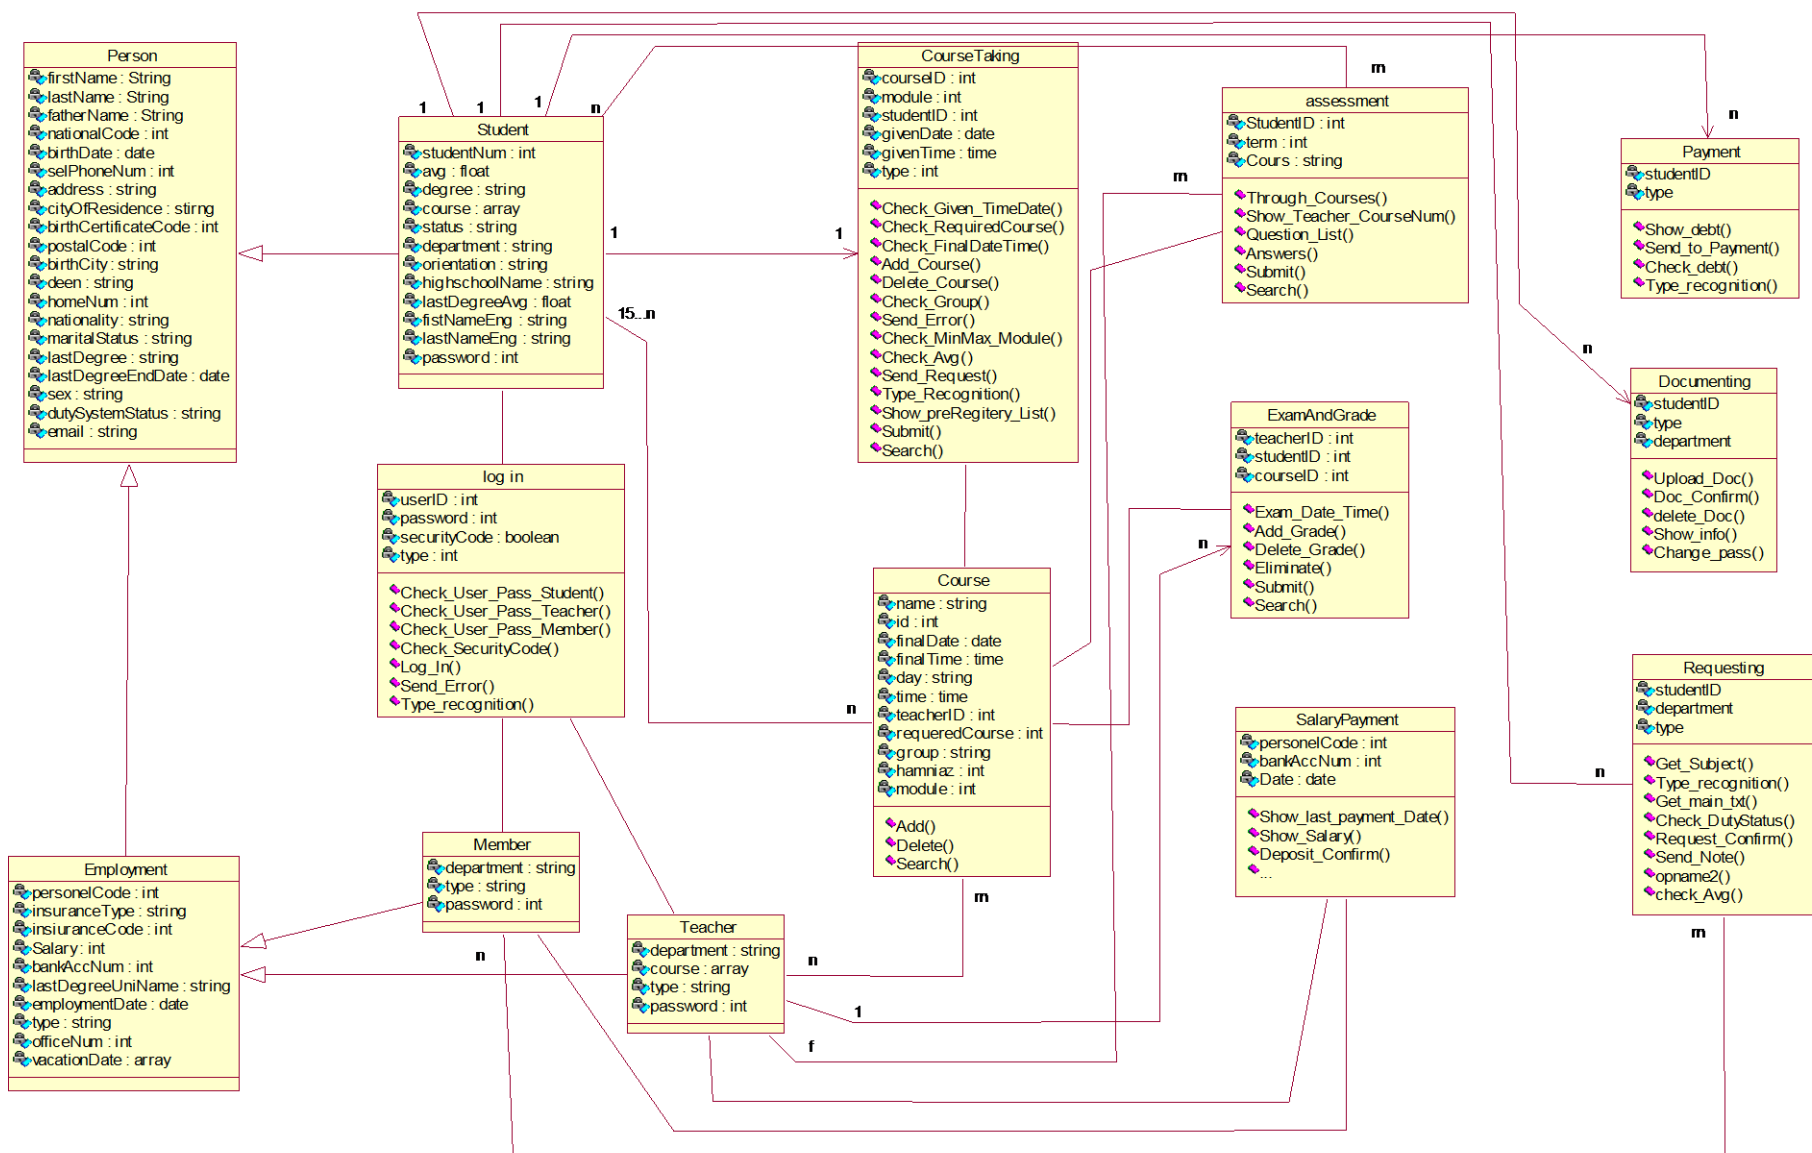 Person
firstName : String
lastName : String
fatherName : String
nationalCode : int
birthDate : date
selPhoneNum : int
address : string
cityOfResidence : stirng
birthCertificateCode : int
postalCode : int
birthCity : string
deen : string
homeNum : int
nationality : string
maritalStatus : string
lastDegree : string
lastDegreeEndDate : date
sex : string
dutySystemStatus : string
email : string
1
1
1
n
Student
studentNum : int
avg : float
degree : string
course : array
status : string
department : string
orientation : string
highschoolName : string
lastDegreeAvg : float
fistNameEng : string
lastNameEng : string
password : int
1
1
15...n
CourseTaking
courseID : int
module : int
studentID : int
givenDate : date
givenTime : time
type : int
Check_Given_TimeDate()
Check_RequiredCourse()
Check_FinalDateTime()
Add_Course()
Delete_Course()
Check_Group()
Send_Error()
Check_MinMax_Module()
Check_Avg()
Send_Request()
Type_Recognition()
Show_preRegitery_List()
Submit()
Search()
m
assessment
StudentID : int
term : int
Cours : string
Through_Courses()
Show_Teacher_CourseNum()
Question_List()
Answers()
Submit()
Search()
m
n
Payment
studentID
type
Show_debt()
Send_to_Payment()
Check_debt()
Type_recognition()
n
Documenting
studentID
type
department
Upload_Doc()
Doc_Confirm()
delete_Doc()
Show_info()
Change_pass()
ExamAndGrade
teacherID : int
studentID : int
courseID : int
Exam_Date_Time()
Add_Grade()
Delete_Grade()
Eliminate()
Submit()
Search()
n
log in
userID : int
password : int
securityCode : boolean
type : int
Check_User_Pass_Student()
Check_User_Pass_Teacher()
Check_User_Pass_Member()
Check_SecurityCode()
Log_In()
Send_Error()
Type_recognition()
Course
name : string
id : int
finalDate : date
finalTime : time
day : string
time : time
teacherID : int
requeredCourse : int
group : string
hamniaz : int
module : int
Add()
Delete()
Search()
n
m
SalaryPayment
personelCode : int
bankAccNum : int
Date : date
Show_last_payment_Date()
Show_Salary()
Deposit_Confirm()
...
n
Requesting
studentID
department
type
Get_Subject()
Type_recognition()
Get_main_txt()
Check_DutyStatus()
Request_Confirm()
Send_Note()
opname2()
check_Avg()
m
Member
department : string
type : string
password : int
n
Employment
personelCode : int
insuranceType : string
insiuranceCode : int
Salary : int
bankAccNum : int
lastDegreeUniName : string
employmentDate : date
type : string
officeNum : int
vacationDate : array
Teacher
department : string
course : array
type : string
password : int
n
1
f